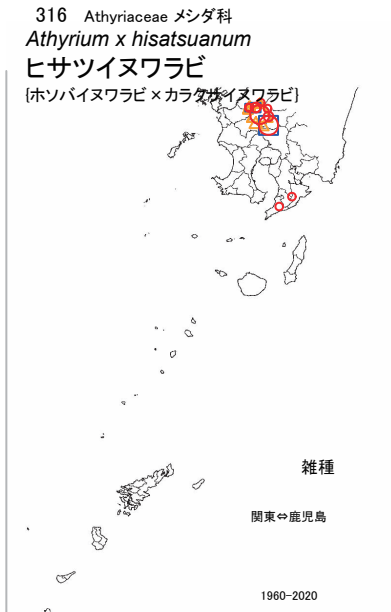 316 Athyriaceae メシダ科
Athyrium x hisatsuanum
ヒサツイヌワラビ
{ホソバイヌワラビ×カラクサイヌワラビ}
雑種
関東⇔鹿児島
1960-2020